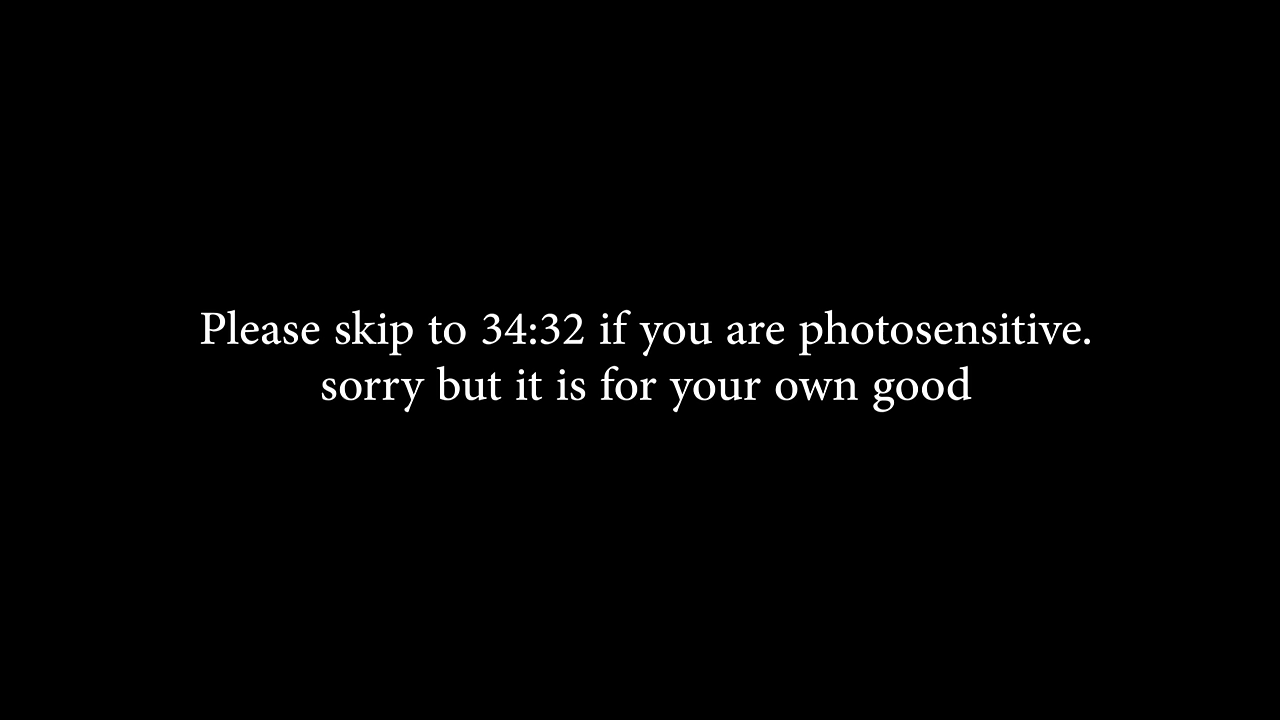 Please skip to 34:32 if you are photosensitive.
sorry but it is for your own good